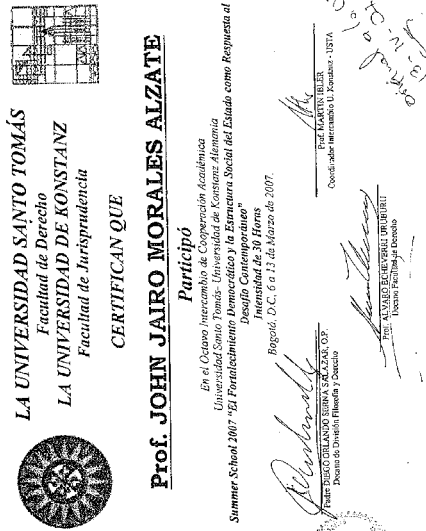 LA UNIVERSIDAD SANTO TOMÁS
Facultad de Derecho
LA UNIVERSIDAD DE KONSTANZ
Facultad de Jurisprudencia
CERTIFICAN QUE
Prof. JOHN JAIRO MORALES ALZATE
Participó
En el Octavo Intercambio de Cooperación Académica
Universidad Santo Tomás- Universidad de Konstanz Alemania
Summer School 2007 "El Fortalecimiento Democrático y la Estructura Social del Estado como Respuesta al
Desafío Contemporáneo"
Intensidad de 30 Horas
Bogotá, D.C, 6 a 13 de Marzo de 2007.
Padre DIEGO ORLANDO SERNA SALAZAR, O.P.
Decano de División Filosofía y Derecho
Prof. ALVARO ECHEVERRI URUBURU
Decano Facultad de Derecho
Prof. MARTIN IBLER
Coordinador Intercambio U. Konstanz - USTA